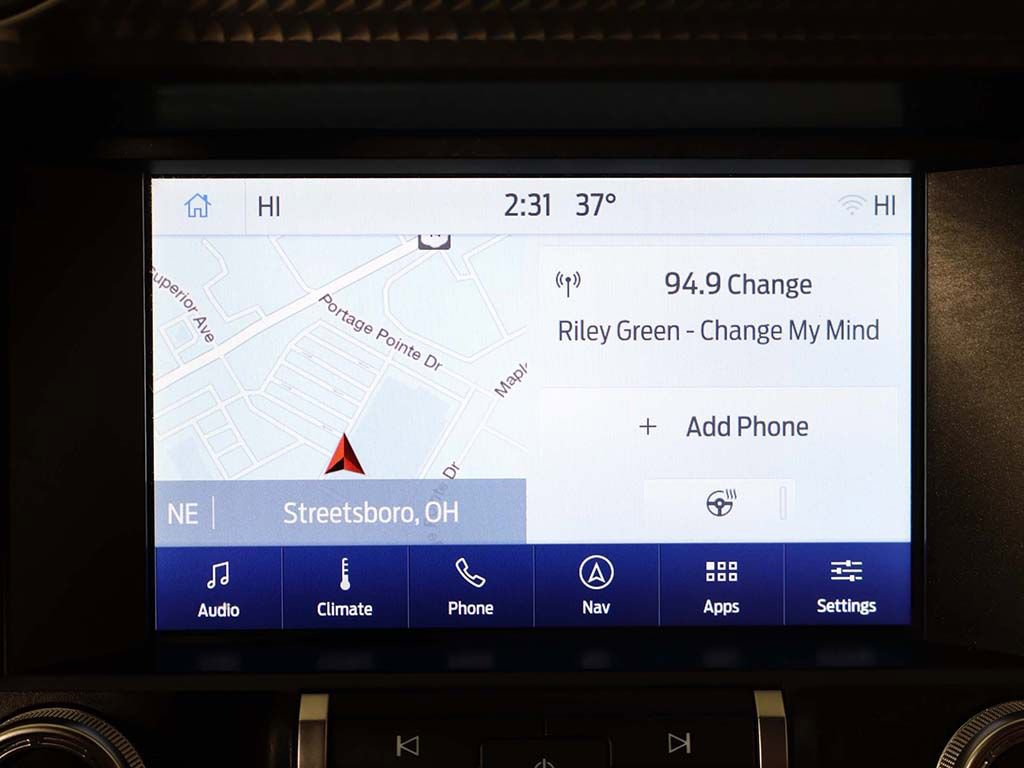 HI 2:31 37° HI
94.9 Change
Riley Green - Change My Mind
Superior Ave
Portage Pointe Dr
Maple
+ Add Phone
Dr
NE Streetsboro, OH
Audio Climate Phone Nav Apps Settings